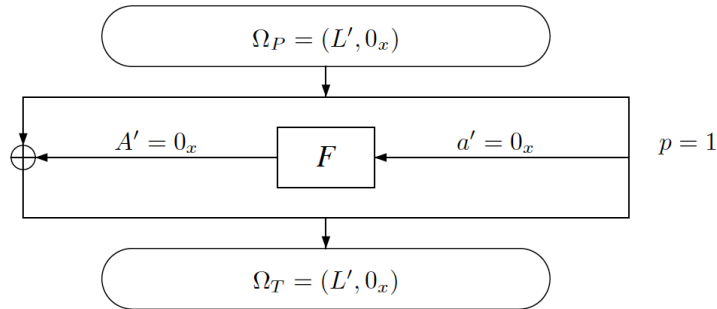 Ω_P = (L′, 0_x)
A′ = 0_x
F
a′ = 0_x
p = 1
Ω_T = (L′, 0_x)